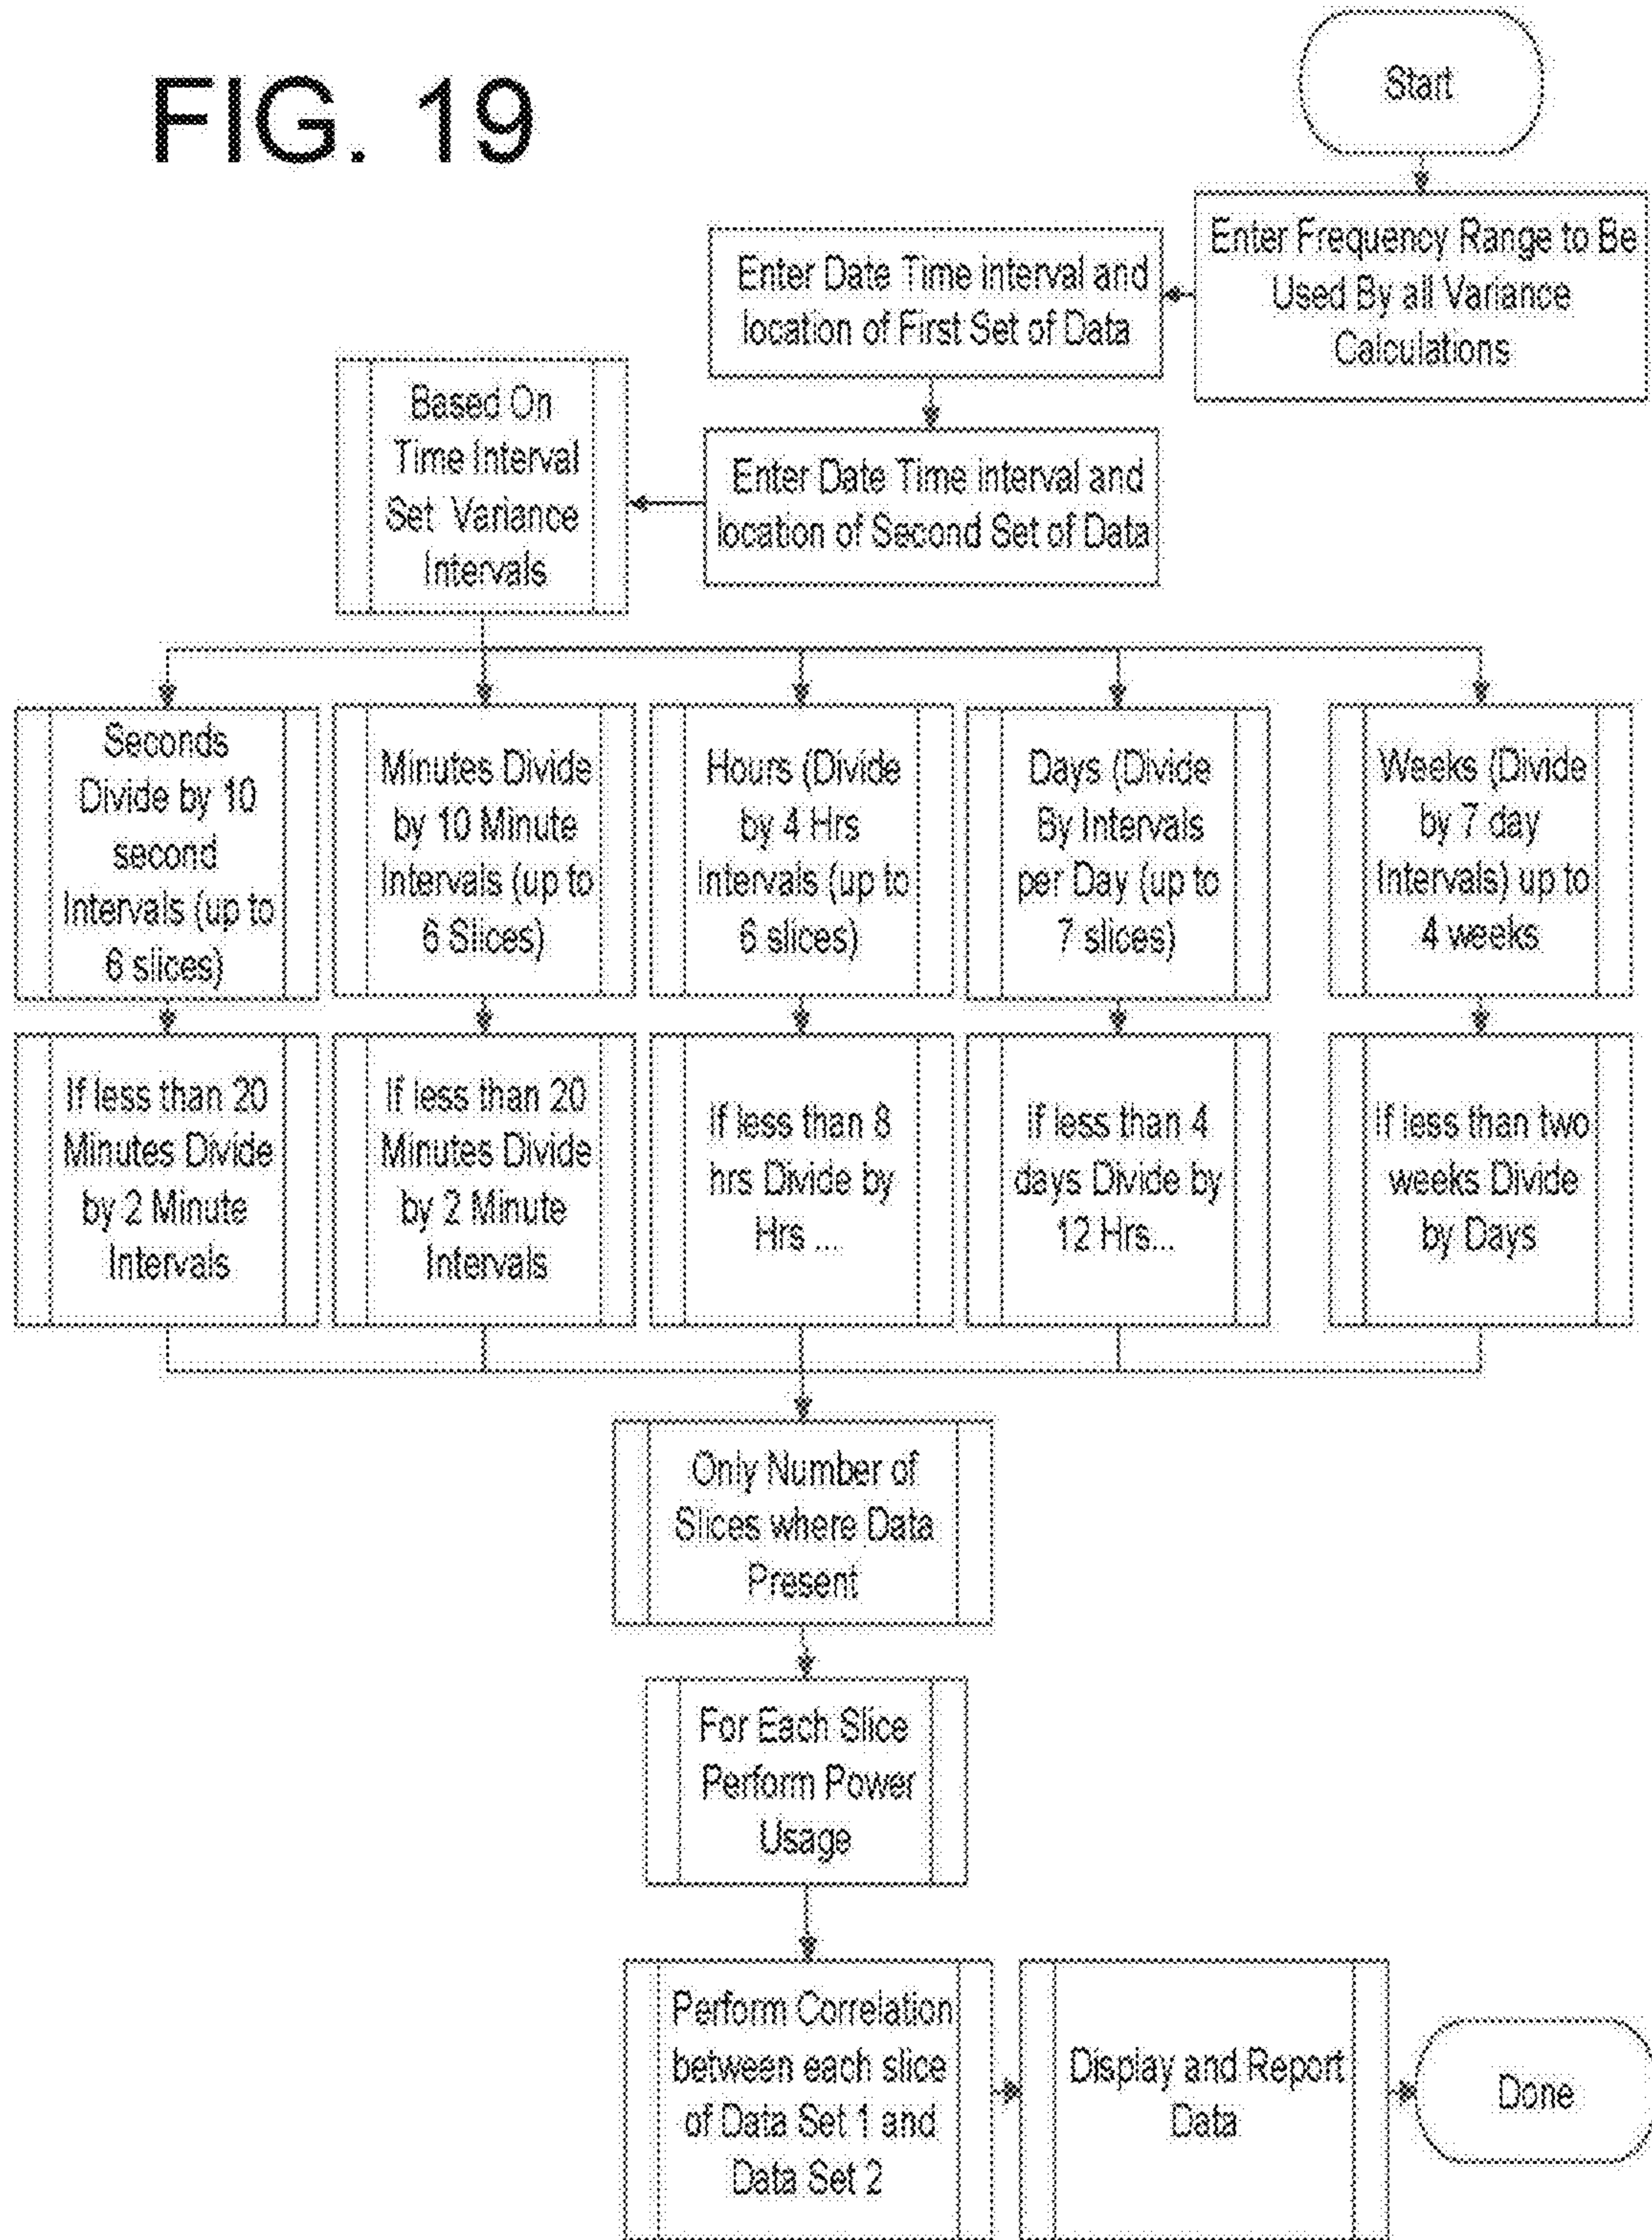 FIG. 19
Start
Enter Frequency Range to Be
Used By all Variance
Calculations
Enter Date Time interval and
location of First Set of Data
Enter Date Time interval and
location of Second Set of Data
Based On
Time Interval
Set Variance
Intervals
Seconds
Divide by 10
second
Intervals (up to
6 slices)
Minutes Divide
by 10 Minute
Intervals (up to
6 Slices)
Hours (Divide
by 4 Hrs
Intervals (up to
6 slices)
Days (Divide
By Intervals
per Day (up to
7 slices)
Weeks (Divide
by 7 day
Intervals) up to
4 weeks
If less than 20
Minutes Divide
by 2 Minute
Intervals
If less than 20
Minutes Divide
by 2 Minute
Intervals
If less than 8
hrs Divide by
Hrs ...
If less than 4
days Divide by
12 Hrs...
If less than two
weeks Divide
by Days
Only Number of
Slices where Data
Present
For Each Slice
Perform Power
Usage
Perform Correlation
between each slice
of Data Set 1 and
Data Set 2
Display and Report
Data
Done